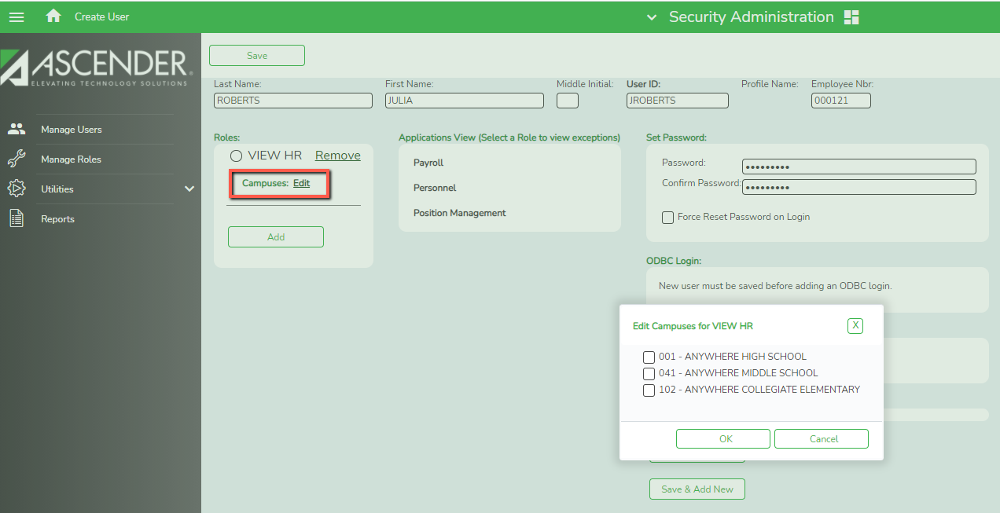 Create User
Security Administration
ASCENDER
ELEVATING TECHNOLOGY SOLUTIONS
Manage Users
Manage Roles
Utilities
Reports
Save
Last Name:
First Name:
Middle Initial:
User ID:
Profile Name:
Employee Nbr:
ROBERTS
JULIA
JROBERTS
000121
Roles:
VIEW HR Remove
Campuses: Edit
Add
Applications View (Select a Role to view exceptions)
Payroll
Personnel
Position Management
Set Password:
Password:
•••••••••
Confirm Password:
•••••••••
Force Reset Password on Login
ODBC Login:
New user must be saved before adding an ODBC login.
Edit Campuses for VIEW HR
X
001 - ANYWHERE HIGH SCHOOL
041 - ANYWHERE MIDDLE SCHOOL
102 - ANYWHERE COLLEGIATE ELEMENTARY
OK
Cancel
Save & Add New